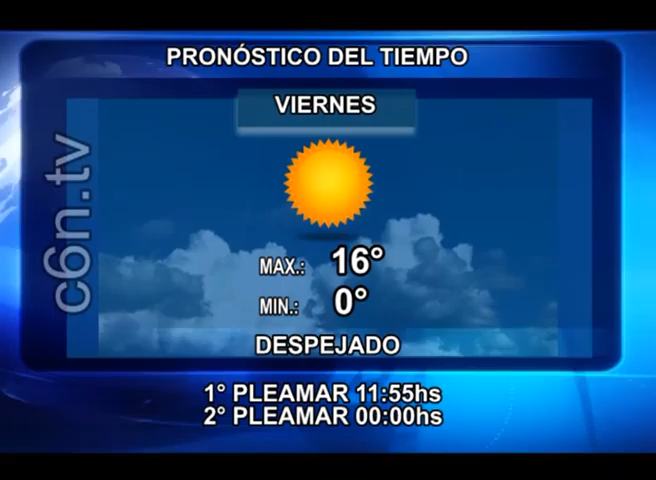 PRONÓSTICO DEL TIEMPO
VIERNES
c6n.tv
MAX.: 16°
MIN.: 0°
DESPEJADO
1° PLEAMAR 11:55hs
2° PLEAMAR 00:00hs